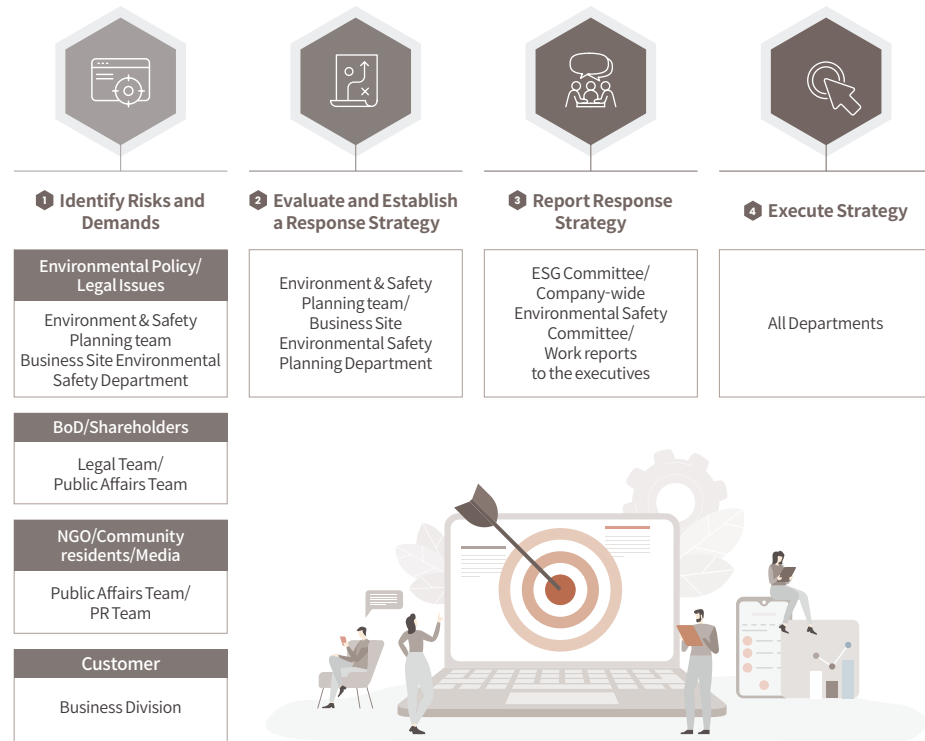 1 Identify Risks and
Demands
Environmental Policy/
Legal Issues
Environment & Safety
Planning team
Business Site Environmental
Safety Department
BoD/Shareholders
Legal Team/
Public Affairs Team
NGO/Community
residents/Media
Public Affairs Team/
PR Team
Customer
Business Division
2 Evaluate and Establish
a Response Strategy
Environment & Safety
Planning team/
Business Site
Environmental Safety
Planning Department
3 Report Response
Strategy
ESG Committee/
Company-wide
Environmental Safety
Committee/
Work reports
to the executives
4 Execute Strategy
All Departments